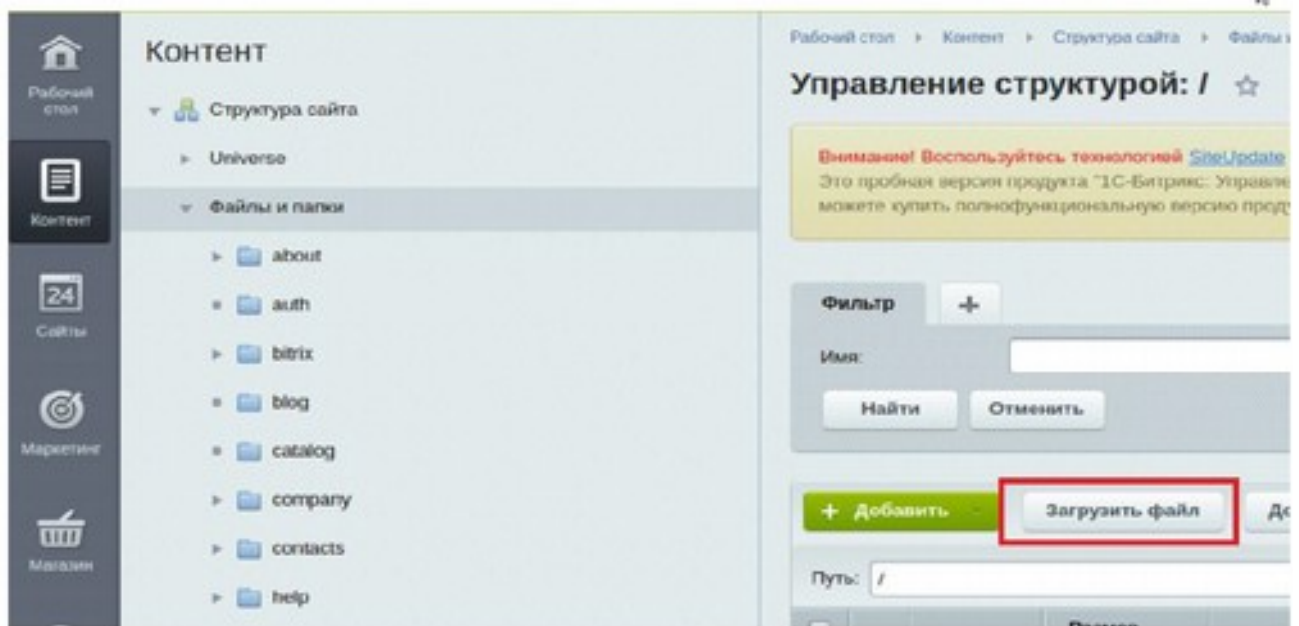 Рабочий стол
Контент
Сайты
Маркетинг
Магазин
Контент
Структура сайта
Universe
Файлы и папки
about
auth
bitrix
blog
catalog
company
contacts
help
Рабочий стол Контент Структура сайта Файлы и
Управление структурой: /
Внимание! Воспользуйтесь технологией SiteUpdate
Это пробная версия продукта "1С-Битрикс: Управле
можете купить полнофункциональную версию проду
Фильтр +
Имя:
Найти Отменить
+ Добавить Загрузить файл До
Путь: /